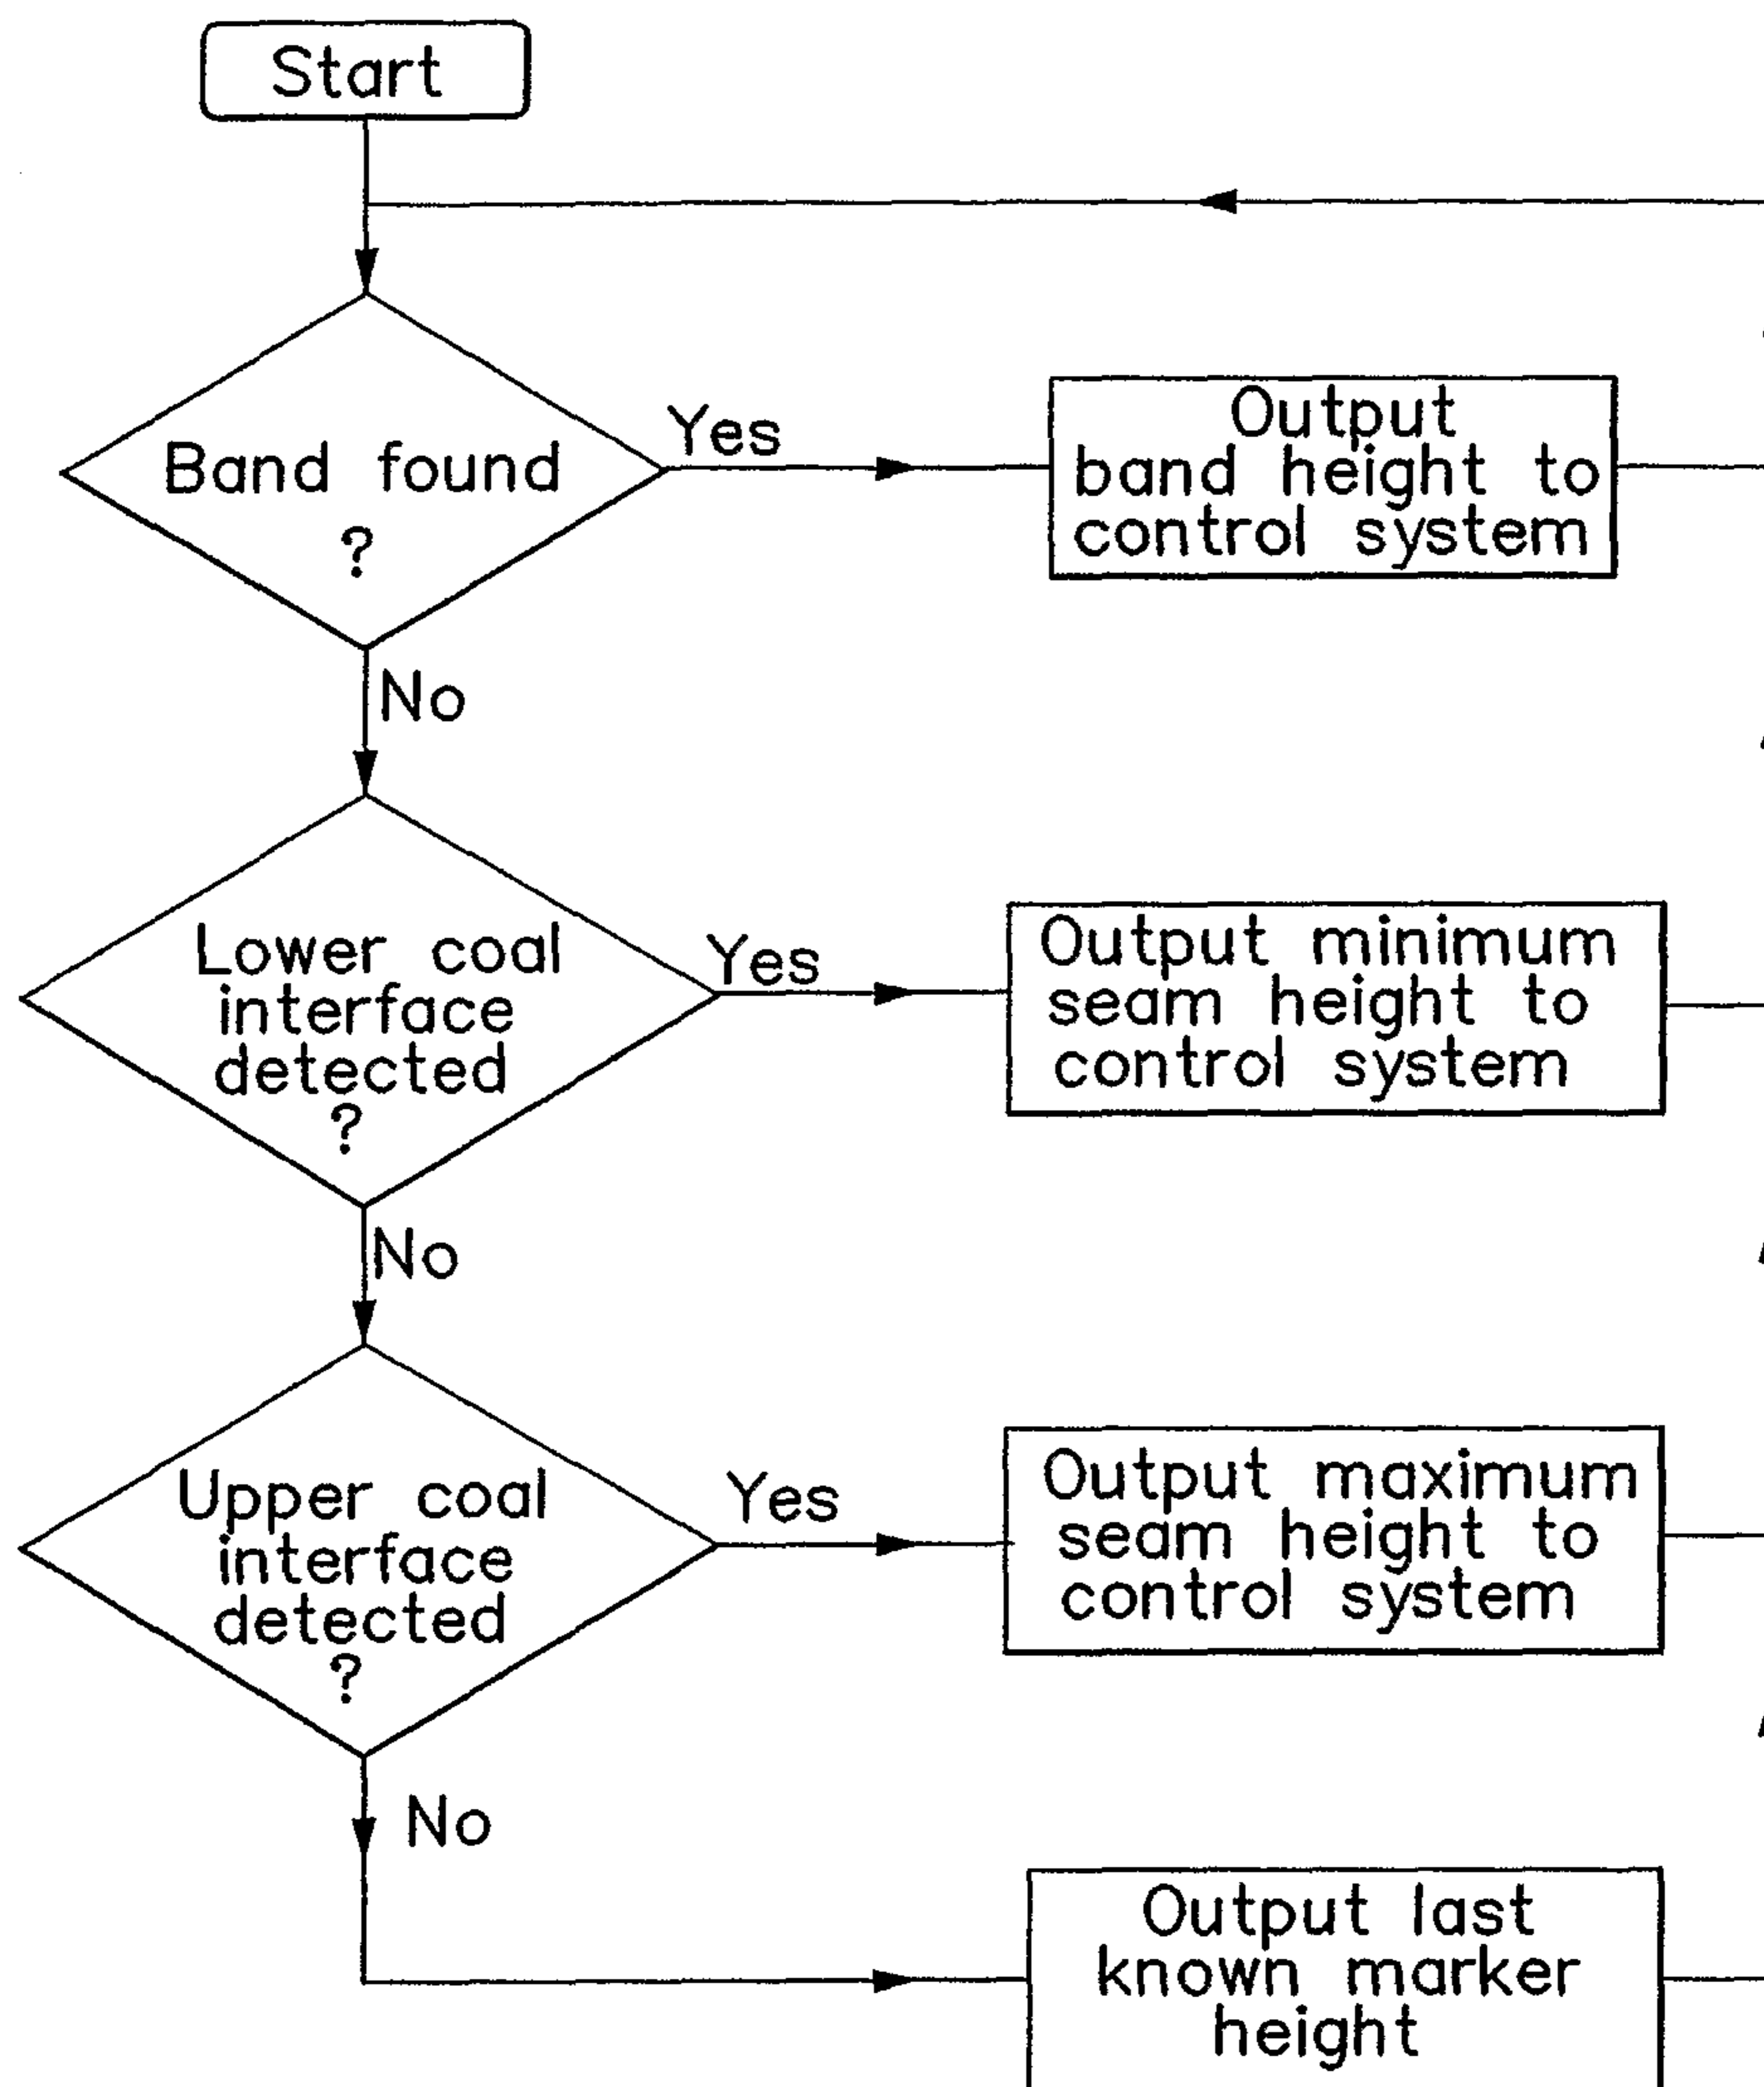 Start
Band found
?
Yes
Output
band height to
control system
No
Lower coal
interface
detected
?
Yes
Output minimum
seam height to
control system
No
Upper coal
interface
detected
?
Yes
Output maximum
seam height to
control system
No
Output last
known marker
height